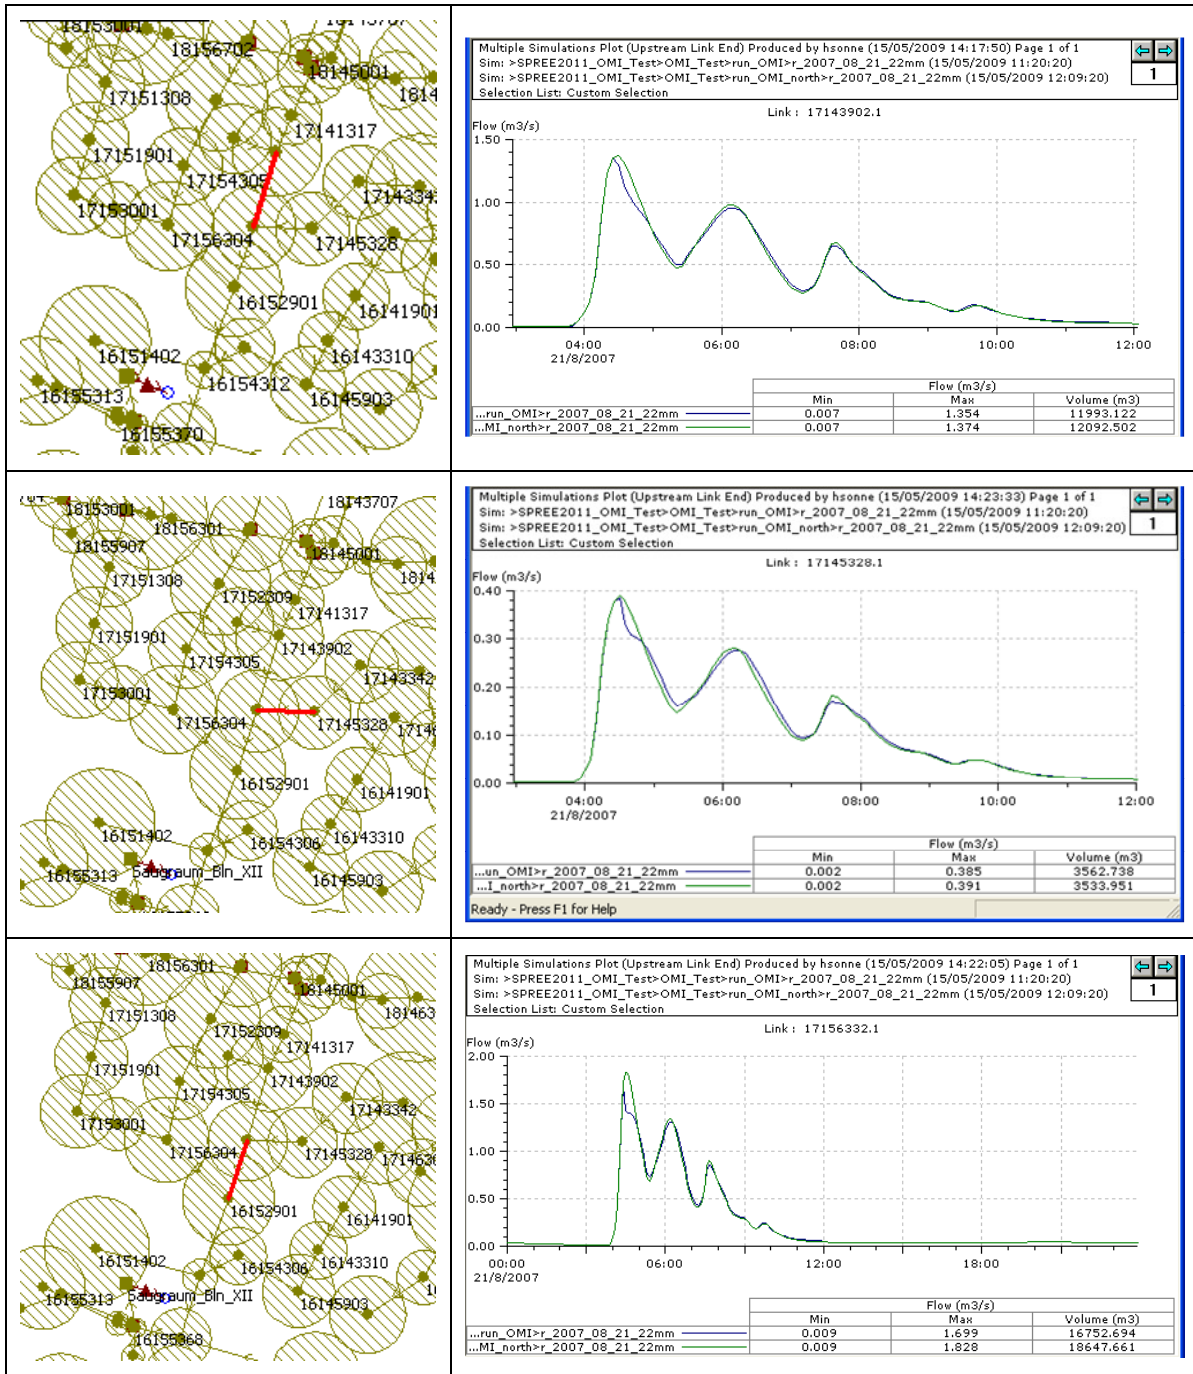 18153001
18143707
18156702
18145001
17151308
1814
17141317
17151901
17154305
17143342
17153001
17156304
17145328
16152901
16141901
16151402
16143310
16154312
16155313
16145903
16155370
Multiple Simulations Plot (Upstream Link End) Produced by hsonne (15/05/2009 14:17:50) Page 1 of 1
Sim: >SPREE2011_OMI_Test>OMI_Test>run_OMI>r_2007_08_21_22mm (15/05/2009 11:20:20)
Sim: >SPREE2011_OMI_Test>OMI_Test>run_OMI_north>r_2007_08_21_22mm (15/05/2009 12:09:20)
Selection List: Custom Selection
1
Link : 17143902.1
Flow (m3/s)
1.50
1.00
0.50
0.00
04:00 06:00 08:00 10:00 12:00
21/8/2007
Flow (m3/s)
Min Max Volume (m3)
...run_OMI>r_2007_08_21_22mm 0.007 1.354 11993.122
...MI_north>r_2007_08_21_22mm 0.007 1.374 12092.502
18143707
18156301
18155907
18145001
1814
17151308
17152309
17141317
17151901
17143902
17154305
17143342
17153001
17156304
17145328
16152901
16141901
16151402
16154306
16143310
Saugraum_Bln_XII
16155313
16145903
Multiple Simulations Plot (Upstream Link End) Produced by hsonne (15/05/2009 14:23:33) Page 1 of 1
Sim: >SPREE2011_OMI_Test>OMI_Test>run_OMI>r_2007_08_21_22mm (15/05/2009 11:20:20)
Sim: >SPREE2011_OMI_Test>OMI_Test>run_OMI_north>r_2007_08_21_22mm (15/05/2009 12:09:20)
Selection List: Custom Selection
1
Link : 17145328.1
Flow (m3/s)
0.40
0.30
0.20
0.10
0.00
04:00 06:00 08:00 10:00 12:00
21/8/2007
Flow (m3/s)
Min Max Volume (m3)
...un_OMI>r_2007_08_21_22mm 0.002 0.385 3562.738
...I_north>r_2007_08_21_22mm 0.002 0.391 3533.951
Ready - Press F1 for Help
18156301
18155907
18145001
17151308
181463
17152309
17141317
17151901
17154305
17143902
17143342
17153001
17156304
17145328
171463
16152901
16141901
16151402
16154306
16143310
Saugraum_Bln_XII
16155313
16145903
16155368
Multiple Simulations Plot (Upstream Link End) Produced by hsonne (15/05/2009 14:22:05) Page 1 of 1
Sim: >SPREE2011_OMI_Test>OMI_Test>run_OMI>r_2007_08_21_22mm (15/05/2009 11:20:20)
Sim: >SPREE2011_OMI_Test>OMI_Test>run_OMI_north>r_2007_08_21_22mm (15/05/2009 12:09:20)
Selection List: Custom Selection
1
Link : 17156332.1
Flow (m3/s)
2.00
1.50
1.00
0.50
0.00
00:00 06:00 12:00 18:00
21/8/2007
Flow (m3/s)
Min Max Volume (m3)
...run_OMI>r_2007_08_21_22mm 0.009 1.699 16752.694
...MI_north>r_2007_08_21_22mm 0.009 1.828 18647.661